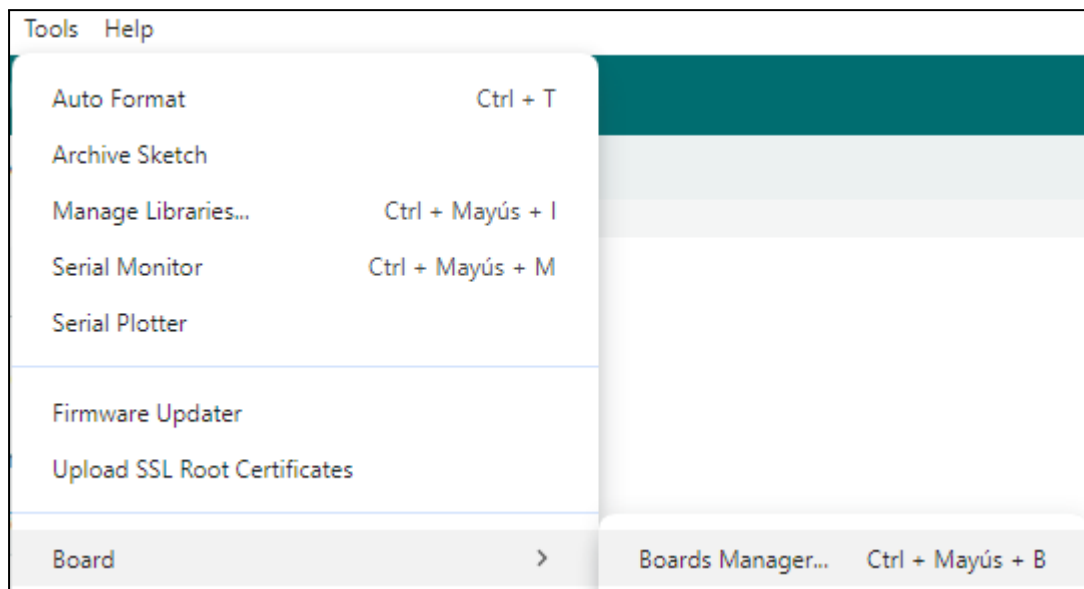 Tools Help
Auto Format Ctrl + T
Archive Sketch
Manage Libraries... Ctrl + Mayús + I
Serial Monitor Ctrl + Mayús + M
Serial Plotter
Firmware Updater
Upload SSL Root Certificates
Board > Boards Manager... Ctrl + Mayús + B